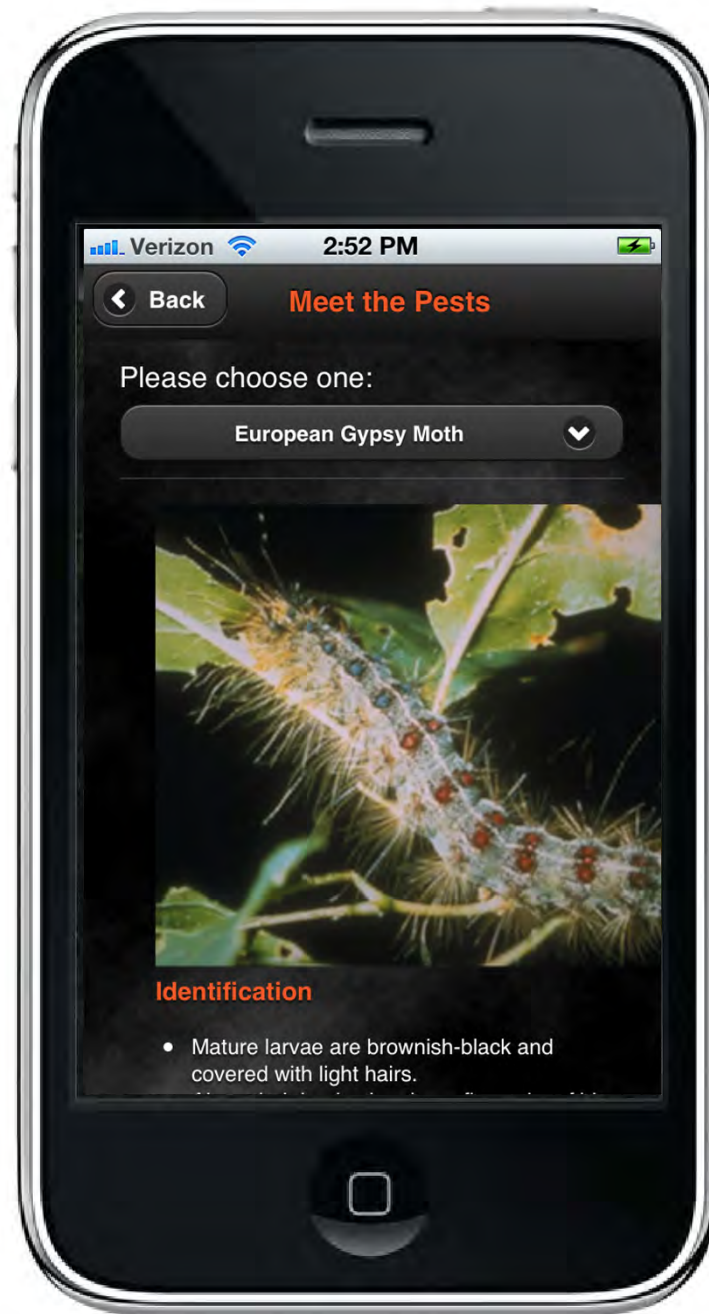 Verizon 2:52 PM
Back Meet the Pests
Please choose one:
European Gypsy Moth
Identification
• Mature larvae are brownish-black and
covered with light hairs.